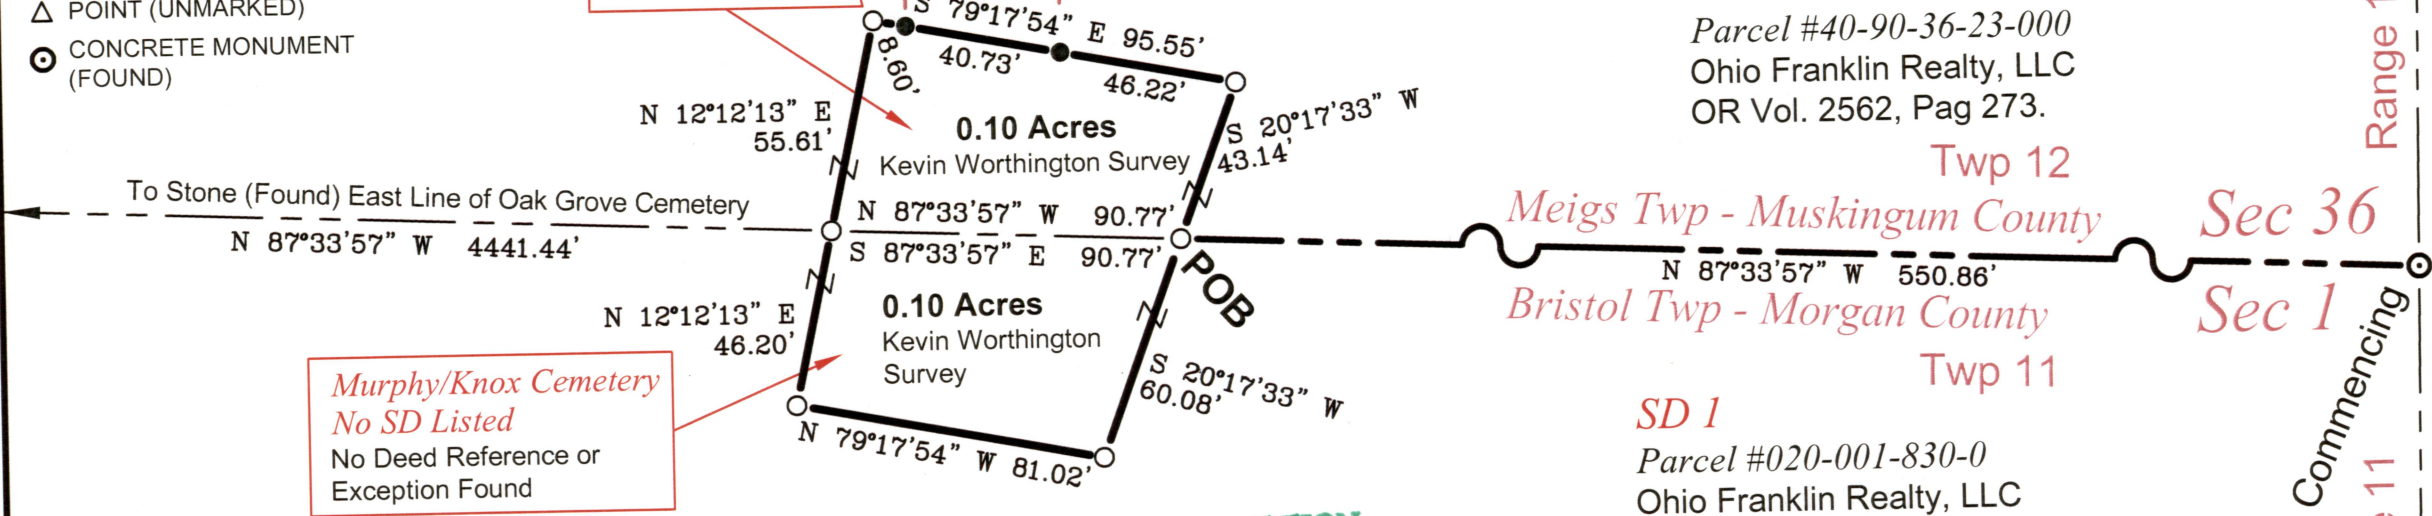 POINT (UNMARKED)
CONCRETE MONUMENT
(FOUND)
S 79°17'54" E 95.55'
8.60'
40.73'
46.22'
N 12°12'13" E
55.61'
0.10 Acres
Kevin Worthington Survey
S 20°17'33" W
43.14'
To Stone (Found) East Line of Oak Grove Cemetery
N 87°33'57" W 4441.44'
N 87°33'57" W 90.77'
S 87°33'57" E 90.77'
POB
N 12°12'13" E
46.20'
0.10 Acres
Kevin Worthington
Survey
S 20°17'33" W
60.08'
N 79°17'54" W 81.02'
Murphy/Knox Cemetery
No SD Listed
No Deed Reference or
Exception Found
Parcel #40-90-36-23-000
Ohio Franklin Realty, LLC
OR Vol. 2562, Pag 273.
Twp 12
Meigs Twp - Muskingum County
Sec 36
N 87°33'57" W 550.86'
Bristol Twp - Morgan County
Sec 1
Twp 11
SD 1
Parcel #020-001-830-0
Ohio Franklin Realty, LLC
Commencing
Range
11